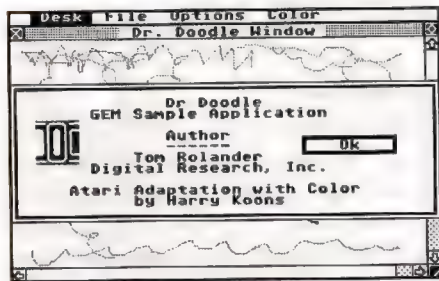 Desk File Options Color
Dr. Doodle Window
Dr Doodle
GEM Sample Application
Author
------
Ok
Tom Rolander
Digital Research, Inc.
Atari Adaptation with Color
by Harry Koons